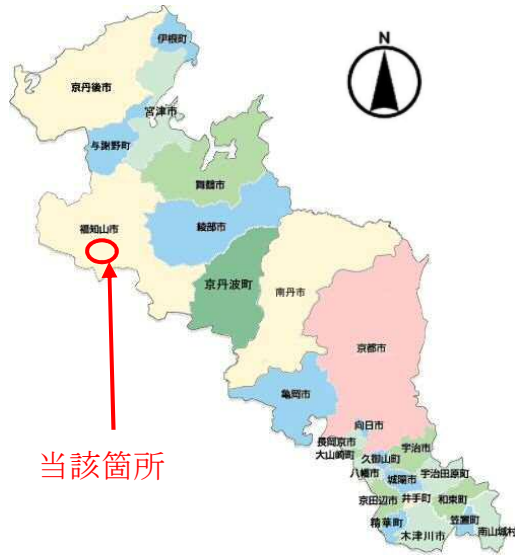 N
伊根町
京丹後市
宮津市
与謝野町
舞鶴市
福知山市
綾部市
京丹波町
南丹市
京都市
亀岡市
向日市
長岡京市
大山崎町
宇治市
久御山町
八幡市
宇治田原町
城陽市
京田辺市
井手町
和束町
精華町
笠置町
南山城村
木津川市
当該箇所